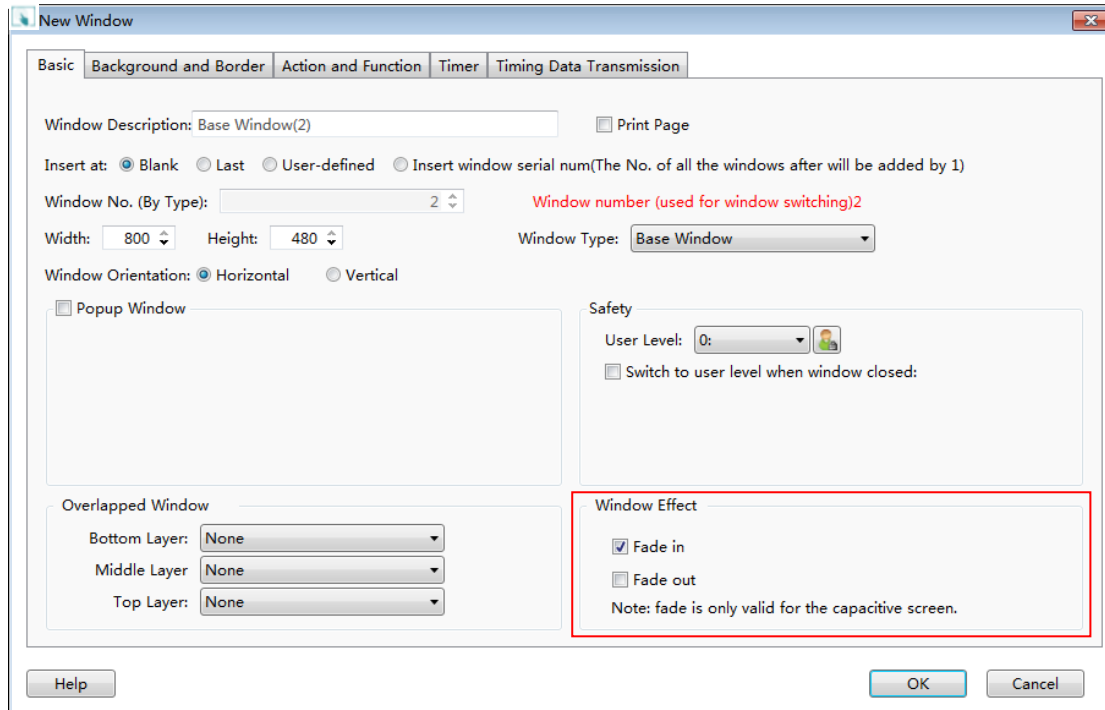 New Window
Basic Background and Border Action and Function Timer Timing Data Transmission
Window Description: Base Window(2) Print Page
Insert at: Blank Last User-defined Insert window serial num(The No. of all the windows after will be added by 1)
Window No. (By Type): 2 Window number (used for window switching)2
Width: 800 Height: 480 Window Type: Base Window
Window Orientation: Horizontal Vertical
Popup Window
Safety
User Level: 0:
Switch to user level when window closed:
Overlapped Window
Bottom Layer: None
Middle Layer None
Top Layer: None
Window Effect
Fade in
Fade out
Note: fade is only valid for the capacitive screen.
Help OK Cancel